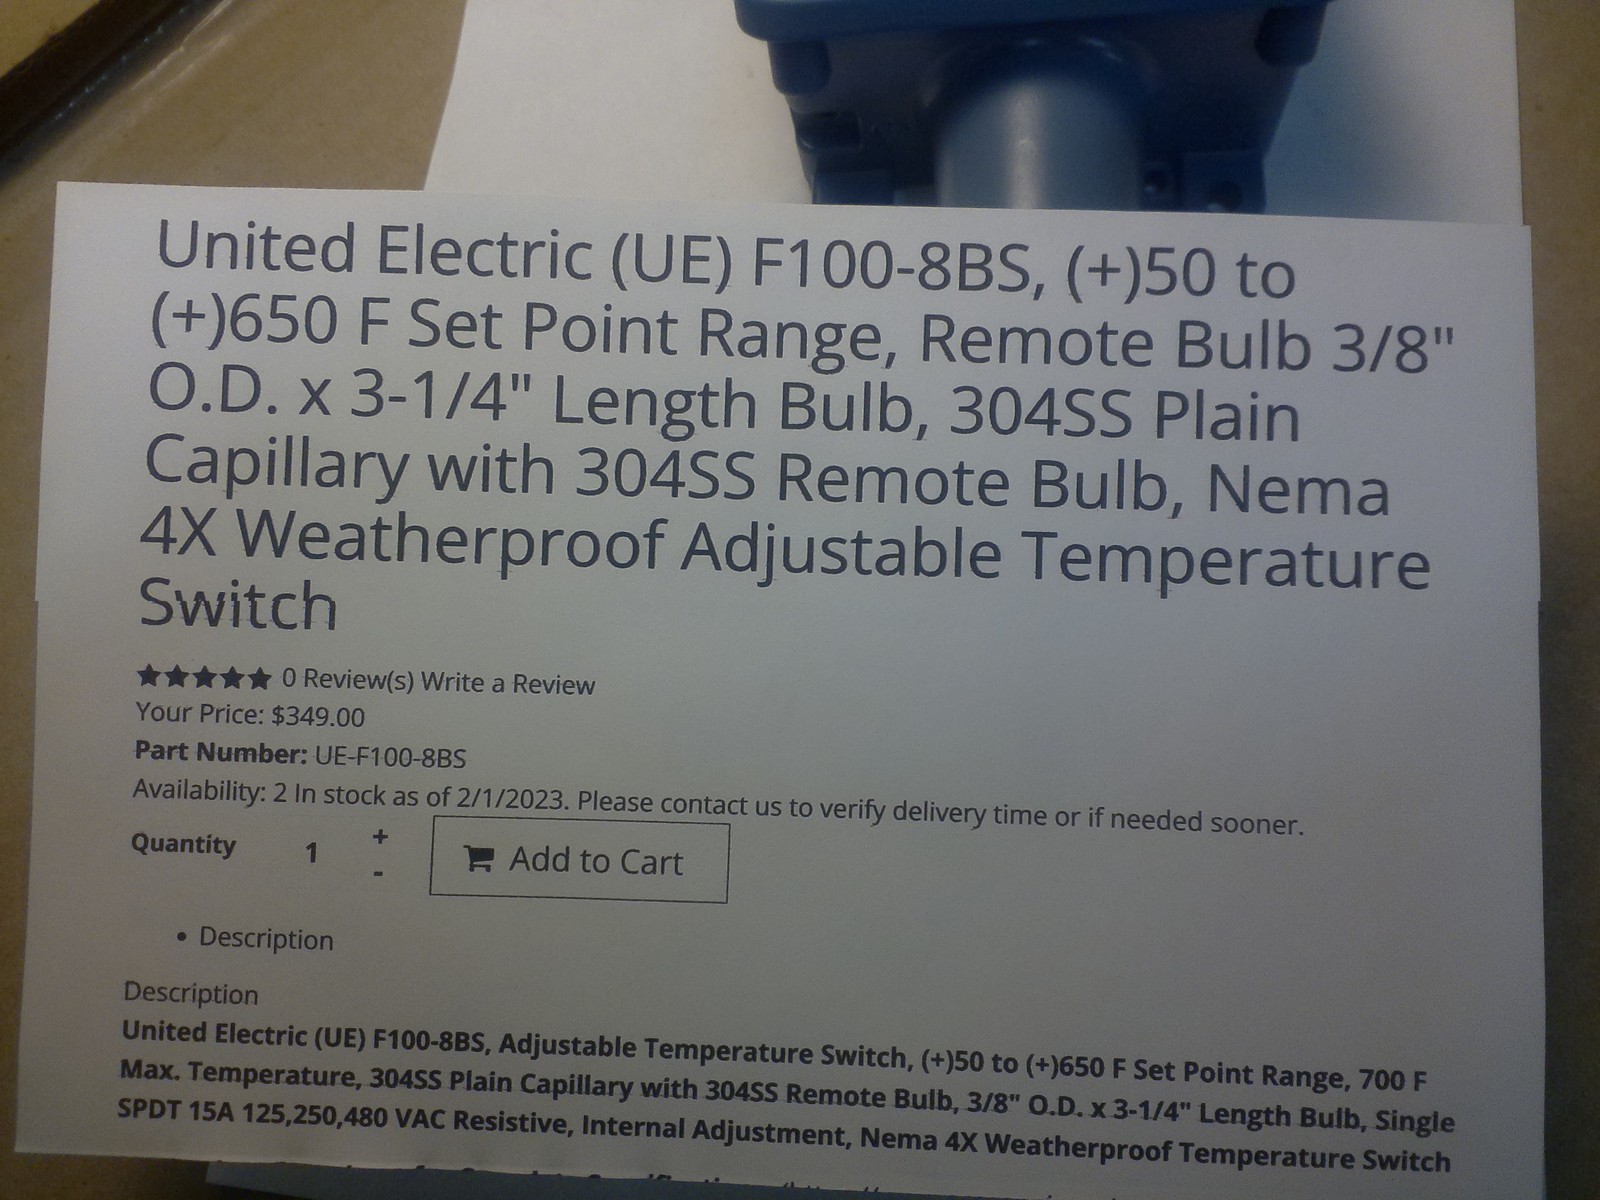 United Electric (UE) F100-8BS, (+)50 to
(+)650 F Set Point Range, Remote Bulb 3/8"
O.D. x 3-1/4" Length Bulb, 304SS Plain
Capillary with 304SS Remote Bulb, Nema
4X Weatherproof Adjustable Temperature
Switch
★★★★★ 0 Review(s) Write a Review
Your Price: $349.00
Part Number: UE-F100-8BS
Availability: 2 In stock as of 2/1/2023. Please contact us to verify delivery time or if needed sooner.
Quantity 1 + -
Add to Cart
• Description
Description
United Electric (UE) F100-8BS, Adjustable Temperature Switch, (+)50 to (+)650 F Set Point Range, 700 F
Max. Temperature, 304SS Plain Capillary with 304SS Remote Bulb, 3/8" O.D. x 3-1/4" Length Bulb, Single
SPDT 15A 125,250,480 VAC Resistive, Internal Adjustment, Nema 4X Weatherproof Temperature Switch